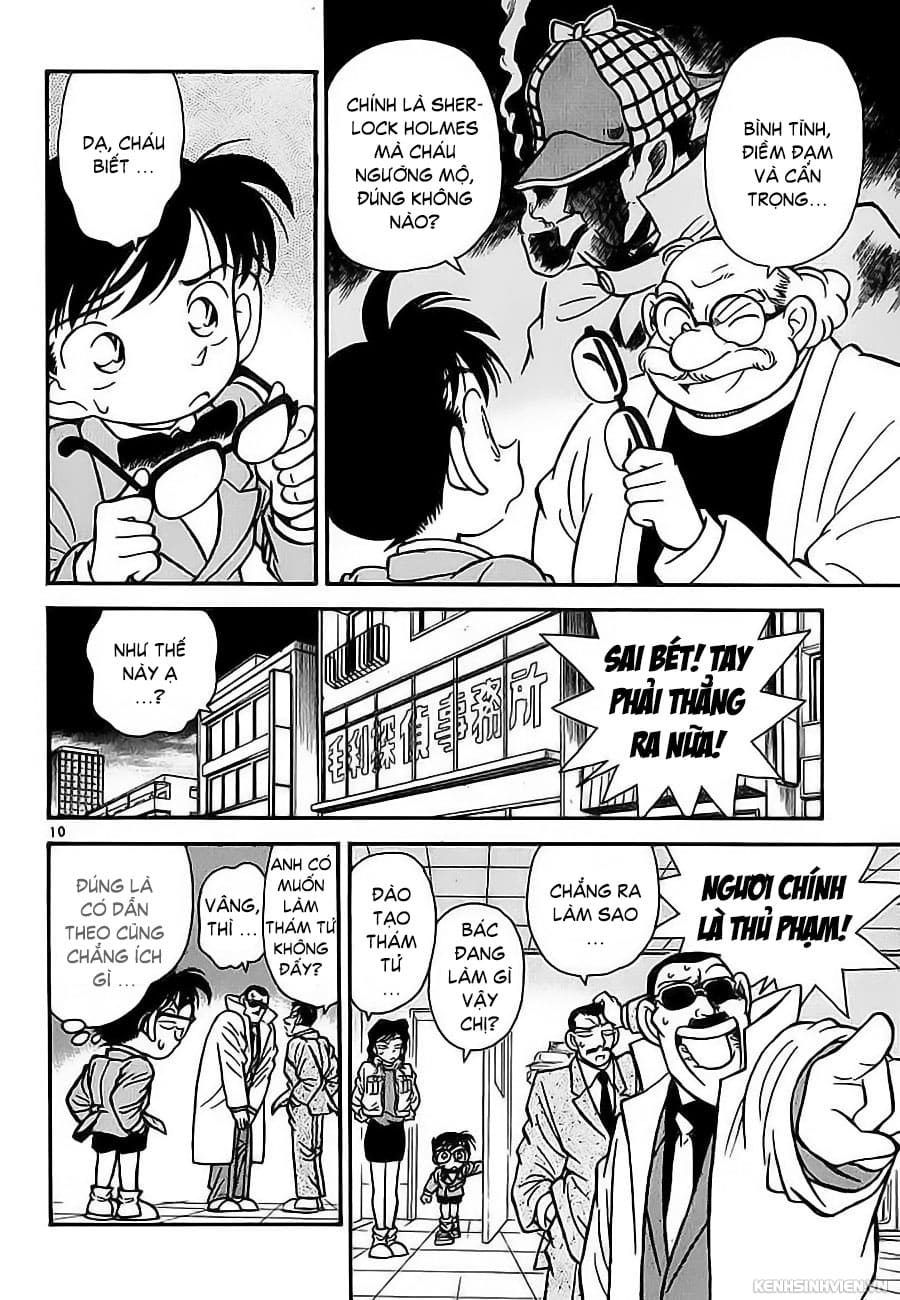 DẠ, CHÁU
BIẾT ...
CHÍNH LÀ SHER-
LOCK HOLMES
MÀ CHÁU
NGƯỠNG MỘ,
ĐÚNG KHÔNG
NÀO?
BÌNH TĨNH,
ĐIỀM ĐẠM
VÀ CẨN
TRỌNG...
NHƯ THẾ
NÀY Ạ
...?
毛利探偵事務所
SAI BÉT! TAY
PHẢI THẲNG
RA NỮA!
10
ĐÚNG LÀ
CÓ DẪN
THEO CŨNG
CHẲNG ÍCH
GÌ
VÂNG,
THÌ ...
ANH CÓ
MUỐN
LÀM
THÁM TỬ
KHÔNG
ĐẤY?
ĐÀO
TẠO
THÁM
TỬ
...
BÁC
ĐANG
LÀM GÌ
VẬY
CHỊ?
CHẲNG RA
LÀM SAO
...
NGƯƠI CHÍNH
LÀ THỦ PHẠM!
KENHSINHVIEN.VN